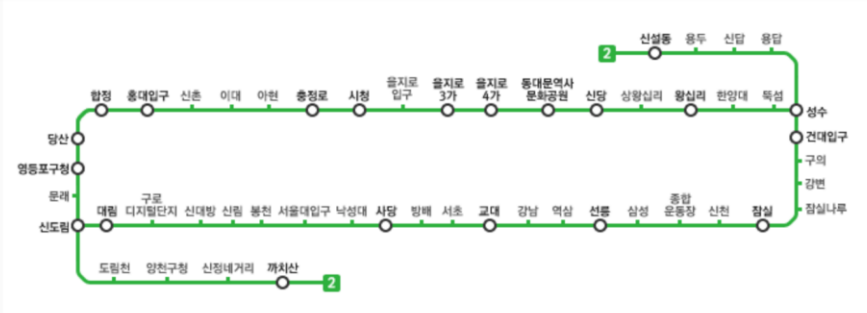 2
신설동 용두 신답 용답
합정 홍대입구 신촌 이대 아현 충정로 시청 을지로
입구 을지로
3가 을지로
4가 동대문역사
문화공원 신당 상왕십리 왕십리 한양대 뚝섬 성수
당산
영등포구청
문래
신도림
건대입구
구의
강변
잠실나루
대림 구로
디지털단지 신대방 신림 봉천 서울대입구 낙성대 사당 방배 서초 교대 강남 역삼 선릉 삼성 종합
운동장 신천 잠실
도림천 양천구청 신정네거리 까치산
2